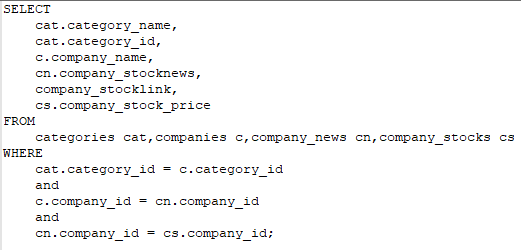 SELECT
    cat.category_name,
    cat.category_id,
    c.company_name,
    cn.company_stocknews,
    company_stocklink,
    cs.company_stock_price
FROM
    categories cat,companies c,company_news cn,company_stocks cs
WHERE
    cat.category_id = c.category_id
    and
    c.company_id = cn.company_id
    and
    cn.company_id = cs.company_id;